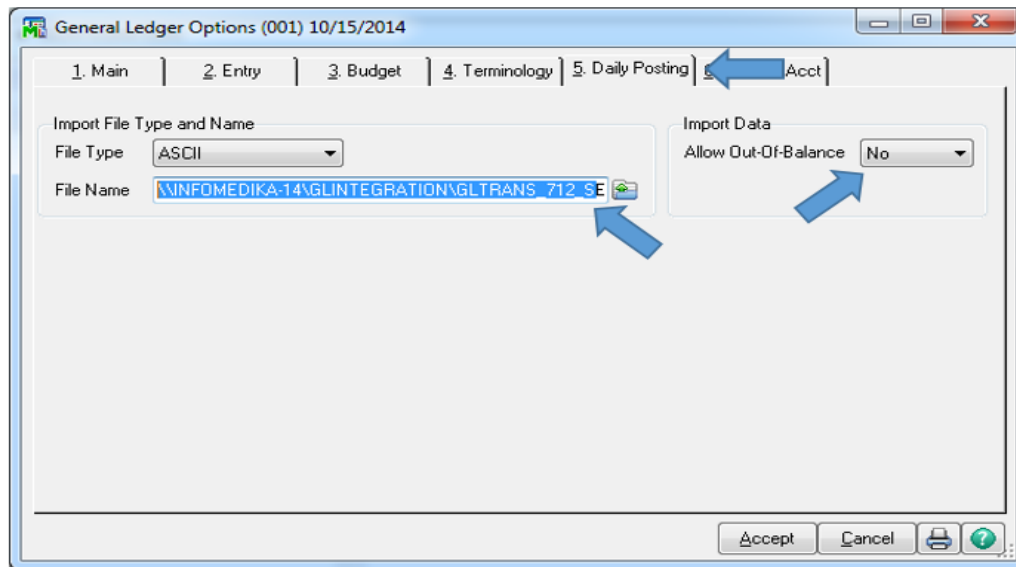 General Ledger Options (001) 10/15/2014
1. Main 2. Entry 3. Budget 4. Terminology 5. Daily Posting Acct
Import File Type and Name Import Data
File Type ASCII Allow Out-Of-Balance No
File Name \\INFOMEDIKA-14\GLINTEGRATION\GLTRANS_712_SE
Accept Cancel